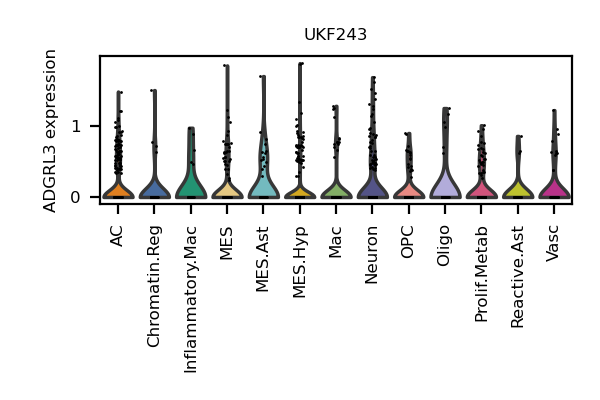 UKF243
ADGRL3 expression
1
0
AC
Chromatin.Reg
Inflammatory.Mac
MES
MES.Ast
MES.Hyp
Mac
Neuron
OPC
Oligo
Prolif.Metab
Reactive.Ast
Vasc